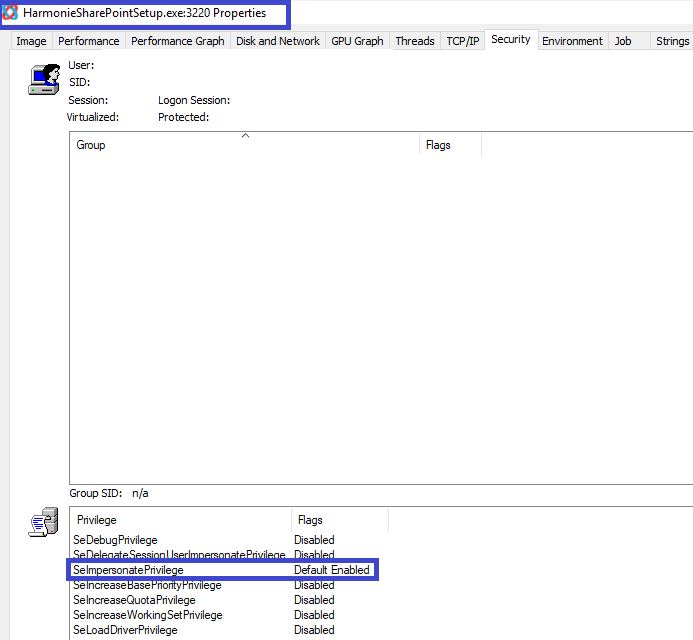 HarmonieSharePointSetup.exe:3220 Properties
Image Performance Performance Graph Disk and Network GPU Graph Threads TCP/IP Security Environment Job Strings
User:
SID:
Session: Logon Session:
Virtualized: Protected:
Group Flags
Group SID: n/a
Privilege Flags
SeDebugPrivilege Disabled
SeDelegateSessionUserImpersonatePrivilege Disabled
SeImpersonatePrivilege Default Enabled
SeIncreaseBasePriorityPrivilege Disabled
SeIncreaseQuotaPrivilege Disabled
SeIncreaseWorkingSetPrivilege Disabled
SeLoadDriverPrivilege Disabled